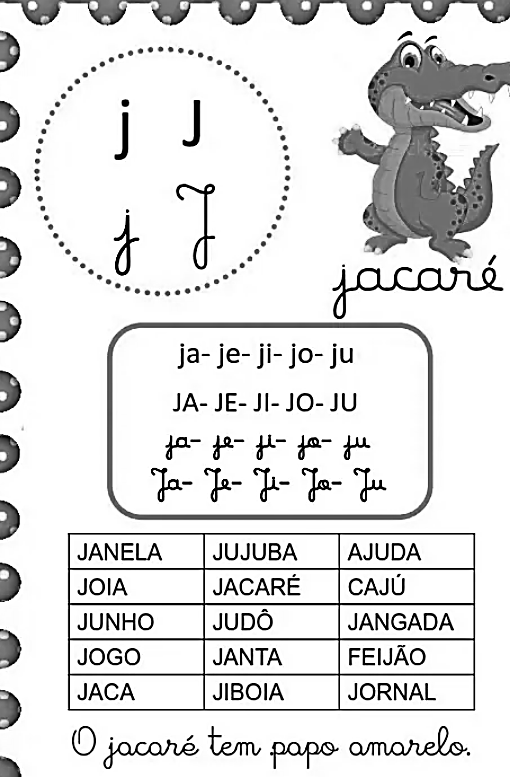 j J
j J
jacaré
ja- je- ji- jo- ju
JA- JE- JI- JO- JU
ja- je- ji- jo- ju
Ja- Je- Ji- Jo- Ju
JANELA JUJUBA AJUDA
JOIA JACARÉ CAJÚ
JUNHO JUDÔ JANGADA
JOGO JANTA FEIJÃO
JACA JIBOIA JORNAL
O jacaré tem papo amarelo.